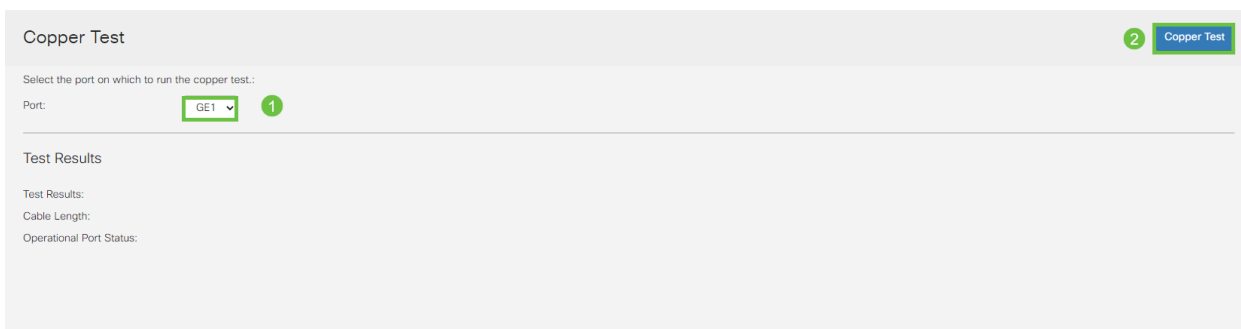 Copper Test
2 Copper Test
Select the port on which to run the copper test.:
Port: GE1 1
Test Results
Test Results:
Cable Length:
Operational Port Status: